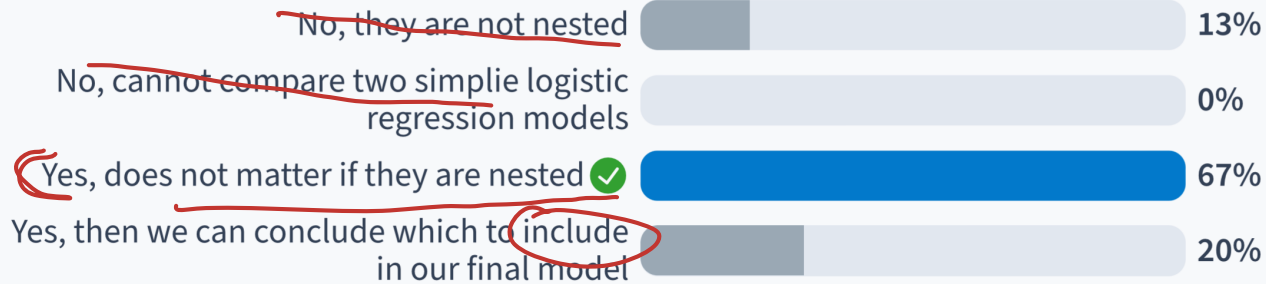 No, they are not nested 13%
No, cannot compare two simplie logistic
regression models 0%
Yes, does not matter if they are nested 67%
Yes, then we can conclude which to include
in our final model 20%